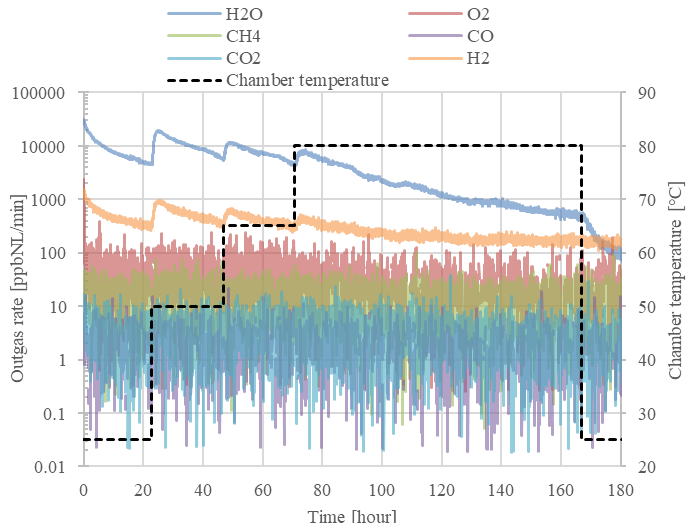 H2O O2
CH4 CO
CO2 H2
Chamber temperature
100000 90
10000 80
1000 70
100 60
10 50
1 40
0.1 30
0.01 20
Outgas rate [ppbNL/min]
Chamber temperature [°C]
0 20 40 60 80 100 120 140 160 180
Time [hour]